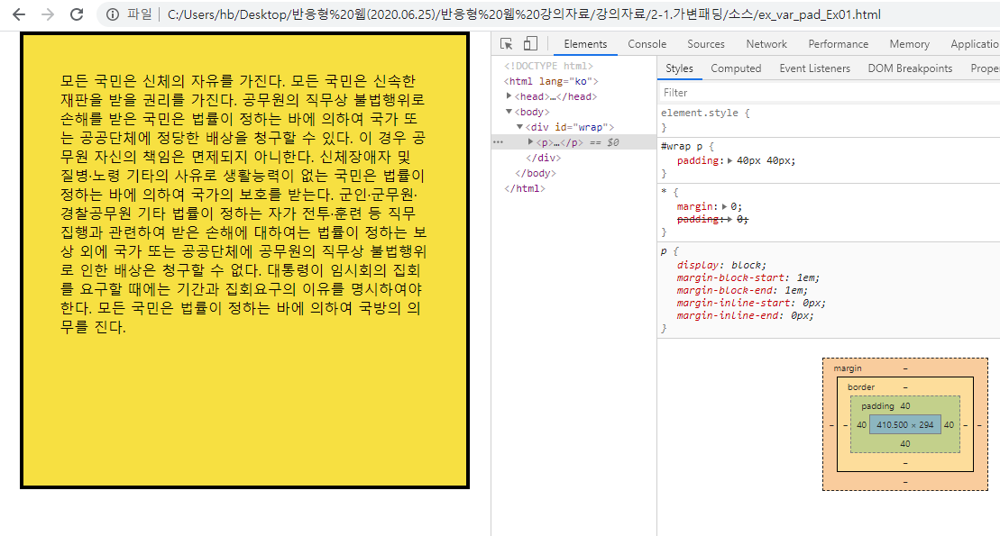 파일 | C:/Users/hb/Desktop/반응형%20웹(2020.06.25)/반응형%20웹%20강의자료/강의자료/2-1.가변패딩/소스/ex_var_pad_Ex01.html
모든 국민은 신체의 자유를 가진다. 모든 국민은 신속한
재판을 받을 권리를 가진다. 공무원의 직무상 불법행위로
손해를 받은 국민은 법률이 정하는 바에 의하여 국가 또
는 공공단체에 정당한 배상을 청구할 수 있다. 이 경우 공
무원 자신의 책임은 면제되지 아니한다. 신체장애자 및
질병·노령 기타의 사유로 생활능력이 없는 국민은 법률이
정하는 바에 의하여 국가의 보호를 받는다. 군인·군무원·
경찰공무원 기타 법률이 정하는 자가 전투·훈련 등 직무
집행과 관련하여 받은 손해에 대하여는 법률이 정하는 보
상 외에 국가 또는 공공단체에 공무원의 직무상 불법행위
로 인한 배상은 청구할 수 없다. 대통령이 임시회의 집회
를 요구할 때에는 기간과 집회요구의 이유를 명시하여야
한다. 모든 국민은 법률이 정하는 바에 의하여 국방의 의
무를 진다.
Elements Console Sources Network Performance Memory Applicatio
<!DOCTYPE html>
<html lang="ko">
<head>…</head>
<body>
<div id="wrap">
<p>…</p> == $0
</div>
</body>
</html>
Styles Computed Event Listeners DOM Breakpoints Prope
Filter
element.style {
}
#wrap p {
padding: 40px 40px;
}
* {
margin: 0;
padding: 0;
}
p {
display: block;
margin-block-start: 1em;
margin-block-end: 1em;
margin-inline-start: 0px;
margin-inline-end: 0px;
}
margin –
border –
padding 40
– – 40 410.500 × 294 40 – –
40
–
–